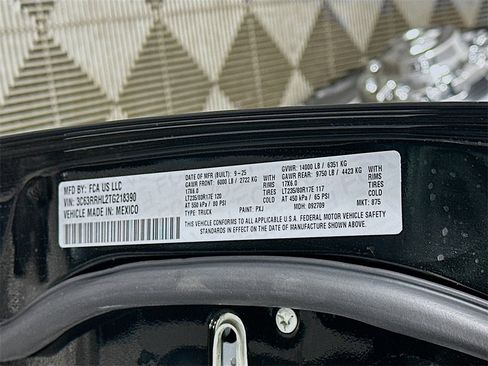 MFD BY: FCA US LLC
VIN: 3C63RRHL2TG218390
VEHICLE MADE IN: MEXICO
DATE OF MFR (BUILT): 9-25
GAWR FRONT: 6000 LB / 2722 KG
17X6.0 RIMS
LT235/80R17E 120 TIRES
AT 550 kPa / 80 PSI
TYPE: TRUCK PAINT: PXJ
GVWR: 14000 LB / 6351 KG
GAWR REAR: 9750 LB / 4423 KG
17X6.0 RIMS
LT235/80R17E 117 TIRES
AT 450 kPa / 65 PSI
MDH: 092709 MKT: 875
THIS VEHICLE CONFORMS TO ALL APPLICABLE U.S.A. FEDERAL MOTOR VEHICLE
SAFETY STANDARDS IN EFFECT ON THE DATE OF MANUFACTURE SHOWN ABOVE